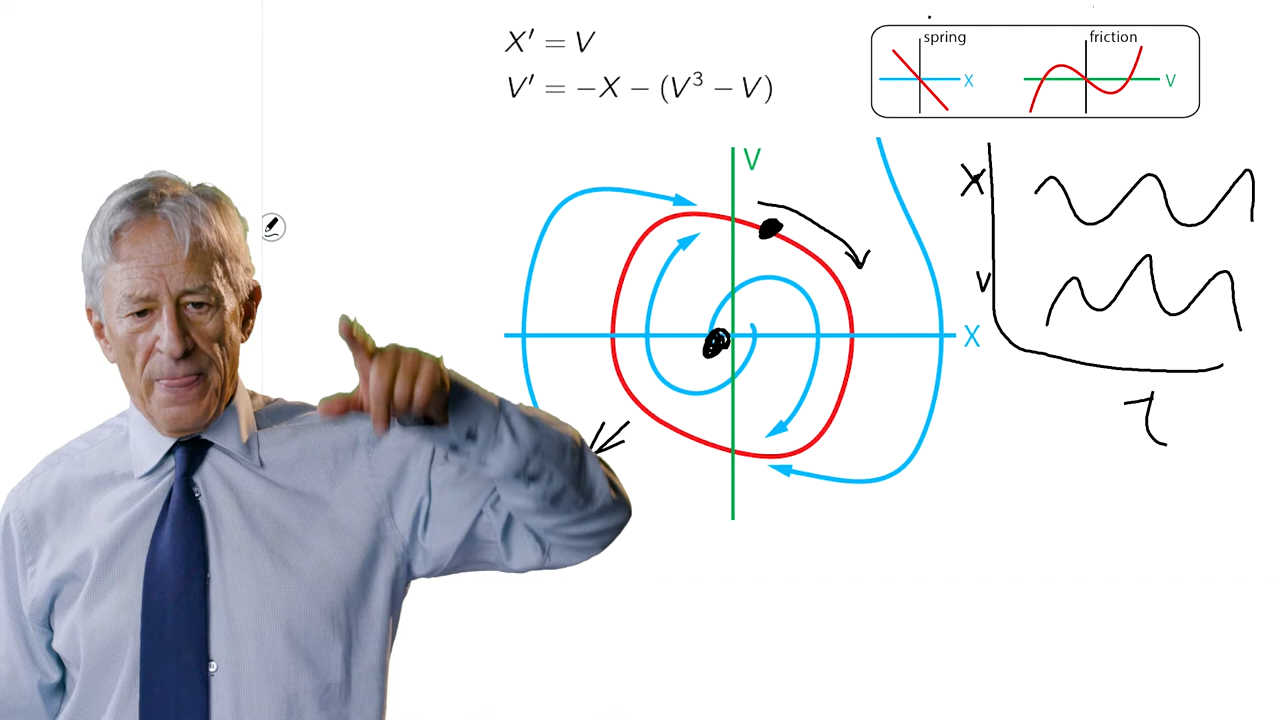 X′ = V
V′ = −X − (V³ − V)
spring
friction
X
V
V
X
X
V